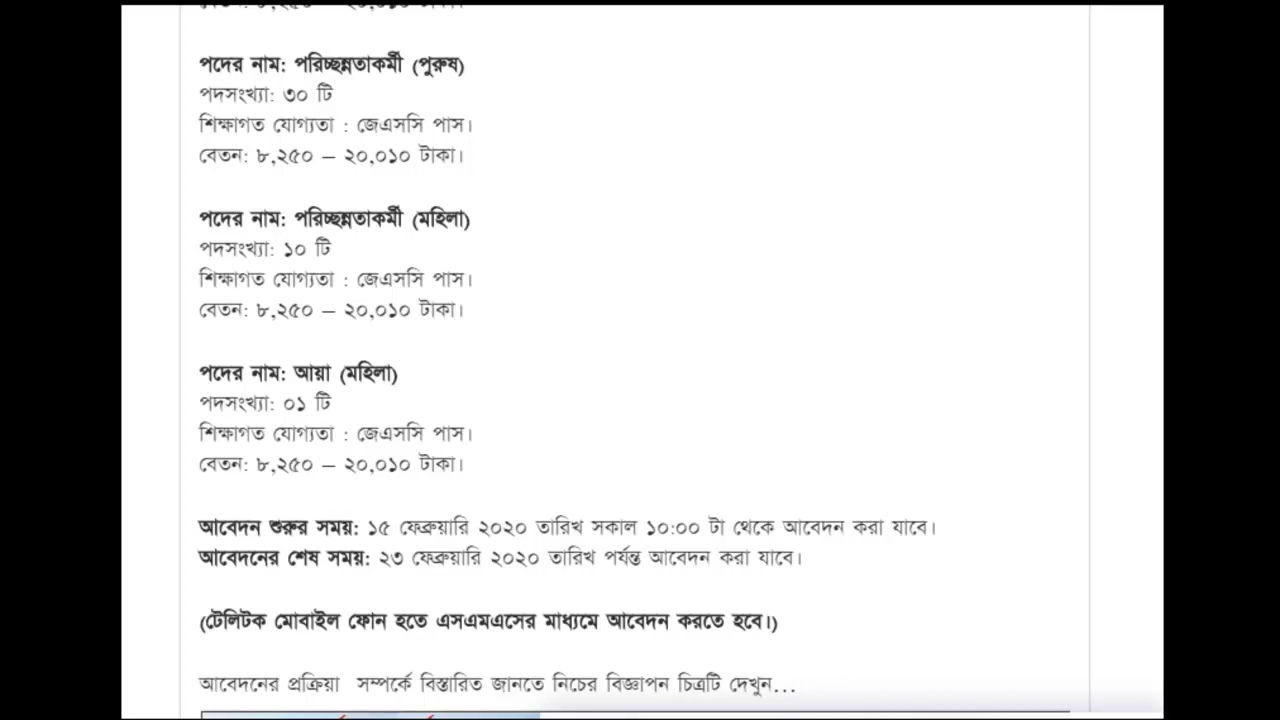 পদের নাম: পরিচ্ছন্নতাকর্মী (পুরুষ)
পদসংখ্যা: ৩০ টি
শিক্ষাগত যোগ্যতা : জেএসসি পাস।
বেতন: ৮,২৫০ – ২০,০১০ টাকা।
পদের নাম: পরিচ্ছন্নতাকর্মী (মহিলা)
পদসংখ্যা: ১০ টি
শিক্ষাগত যোগ্যতা : জেএসসি পাস।
বেতন: ৮,২৫০ – ২০,০১০ টাকা।
পদের নাম: আয়া (মহিলা)
পদসংখ্যা: ০১ টি
শিক্ষাগত যোগ্যতা : জেএসসি পাস।
বেতন: ৮,২৫০ – ২০,০১০ টাকা।
আবেদন শুরুর সময়: ১৫ ফেব্রুয়ারি ২০২০ তারিখ সকাল ১০:০০ টা থেকে আবেদন করা যাবে।
আবেদনের শেষ সময়: ২৩ ফেব্রুয়ারি ২০২০ তারিখ পর্যন্ত আবেদন করা যাবে।
(টেলিটক মোবাইল ফোন হতে এসএমএসের মাধ্যমে আবেদন করতে হবে।)
আবেদনের প্রক্রিয়া সম্পর্কে বিস্তারিত জানতে নিচের বিজ্ঞাপন চিত্রটি দেখুন...